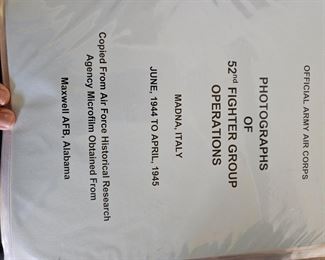 OFFICIAL ARMY AIR CORPS
PHOTOGRAPHS
OF
52nd FIGHTER GROUP
OPERATIONS
MADNA, ITALY
JUNE, 1944 TO APRIL, 1945
Copied From Air Force Historical Research
Agency Microfilm Obtained From
Maxwell AFB, Alabama